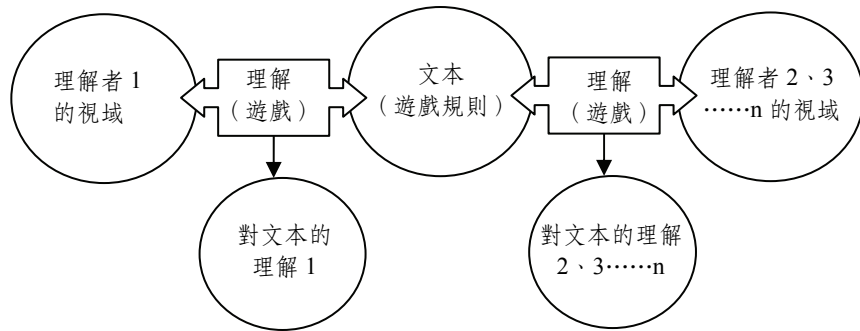 理解者 1
的視域
理解
（遊戲）
文本
（遊戲規則）
理解
（遊戲）
理解者 2、3
⋯⋯n 的視域
對文本的
理解 1
對文本的理解
2、3⋯⋯n